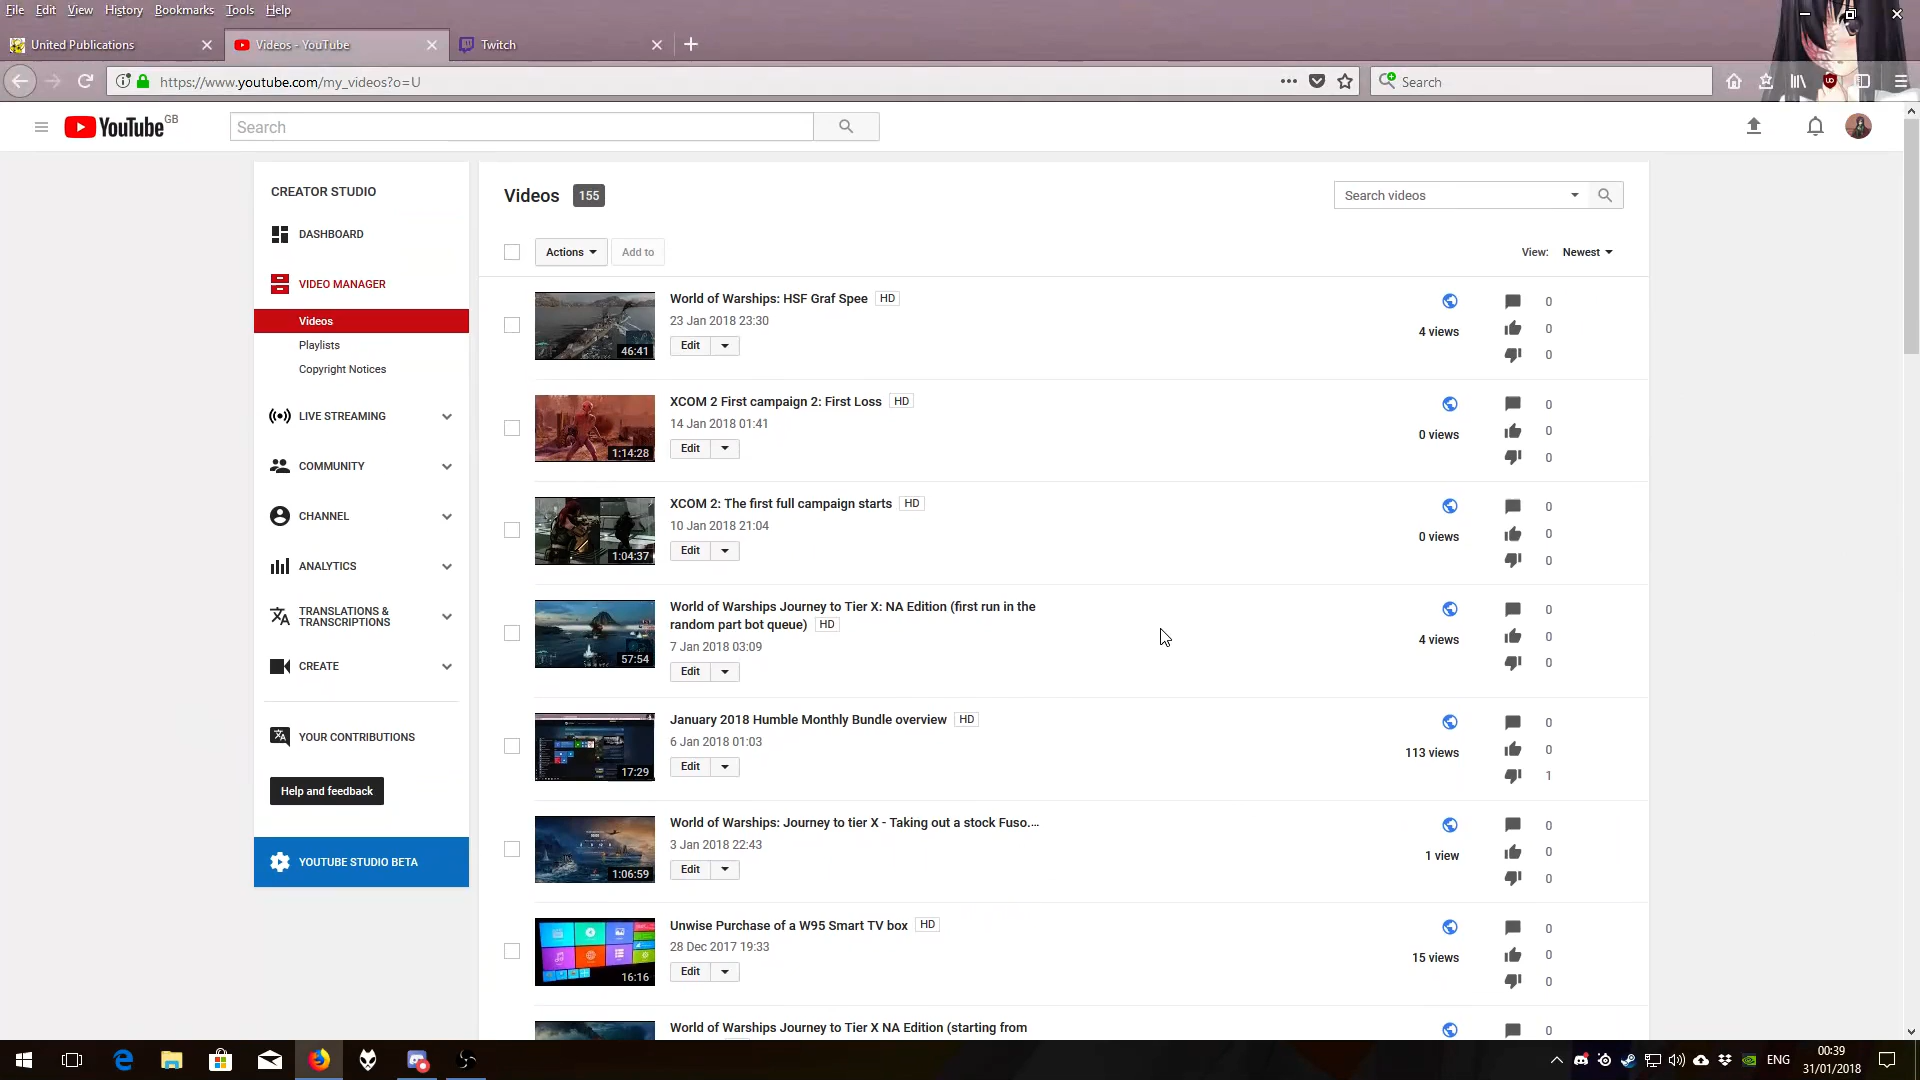 File Edit View History Bookmarks Tools Help
United Publications
Videos - YouTube
Twitch
https://www.youtube.com/my_videos?o=U
Search
YouTube GB
Search
CREATOR STUDIO
DASHBOARD
VIDEO MANAGER
Videos
Playlists
Copyright Notices
LIVE STREAMING
COMMUNITY
CHANNEL
ANALYTICS
TRANSLATIONS &
TRANSCRIPTIONS
CREATE
YOUR CONTRIBUTIONS
Help and feedback
YOUTUBE STUDIO BETA
Videos 155
Search videos
Actions Add to
View: Newest
World of Warships: HSF Graf Spee HD
23 Jan 2018 23:30
Edit
46:41
4 views
0
0
0
XCOM 2 First campaign 2: First Loss HD
14 Jan 2018 01:41
Edit
1:14:28
0 views
0
0
0
XCOM 2: The first full campaign starts HD
10 Jan 2018 21:04
Edit
1:04:37
0 views
0
0
0
World of Warships Journey to Tier X: NA Edition (first run in the
random part bot queue) HD
7 Jan 2018 03:09
Edit
57:54
4 views
0
0
0
January 2018 Humble Monthly Bundle overview HD
6 Jan 2018 01:03
Edit
17:29
113 views
0
0
1
World of Warships: Journey to tier X - Taking out a stock Fuso....
3 Jan 2018 22:43
Edit
1:06:59
1 view
0
0
0
Unwise Purchase of a W95 Smart TV box HD
28 Dec 2017 19:33
Edit
16:16
15 views
0
0
0
World of Warships Journey to Tier X NA Edition (starting from
0
ENG
00:39
31/01/2018